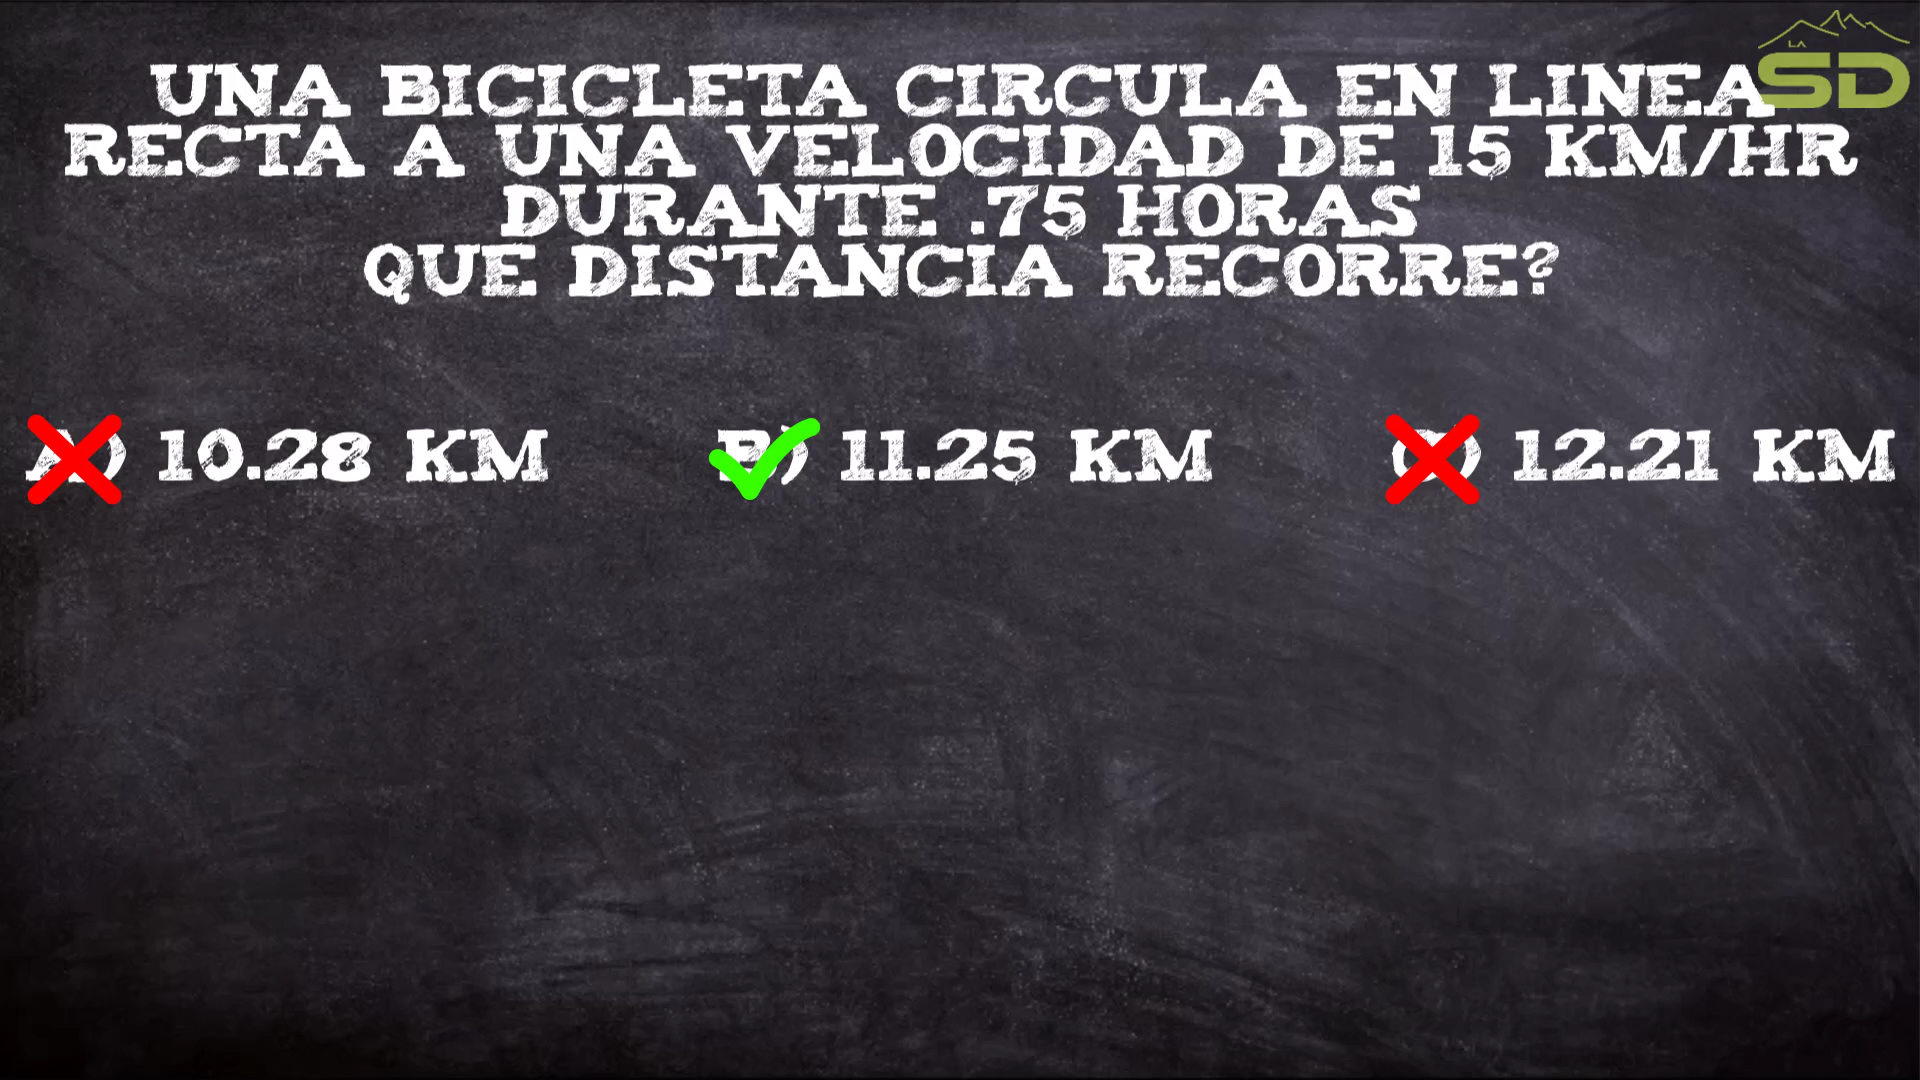 LA
SD
UNA BICICLETA CIRCULA EN LINEA
RECTA A UNA VELOCIDAD DE 15 KM/HR
DURANTE .75 HORAS
QUE DISTANCIA RECORRE?
A) 10.28 KM B) 11.25 KM C) 12.21 KM